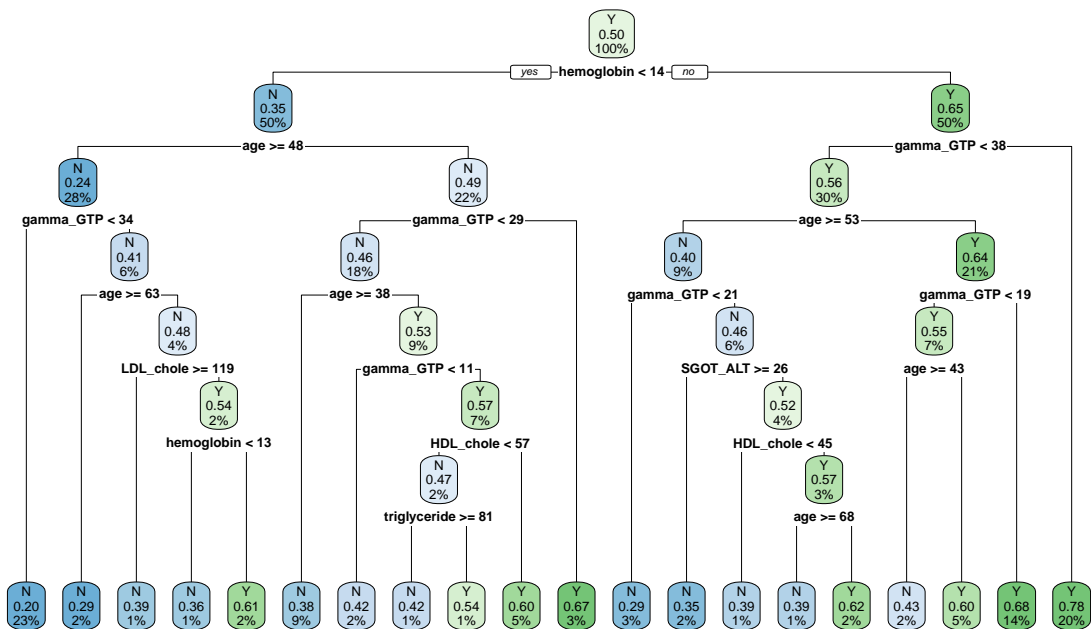 Y
0.50
100%
yes hemoglobin < 14 no
N
0.35
50%
Y
0.65
50%
age >= 48
gamma_GTP < 38
N
0.24
28%
N
0.49
22%
Y
0.56
30%
gamma_GTP < 34
gamma_GTP < 29
age >= 53
N
0.41
6%
N
0.46
18%
N
0.40
9%
Y
0.64
21%
age >= 63
age >= 38
gamma_GTP < 21
gamma_GTP < 19
N
0.48
4%
Y
0.53
9%
N
0.46
6%
Y
0.55
7%
LDL_chole >= 119
gamma_GTP < 11
SGOT_ALT >= 26
age >= 43
Y
0.54
2%
Y
0.57
7%
Y
0.52
4%
hemoglobin < 13
HDL_chole < 57
HDL_chole < 45
N
0.47
2%
Y
0.57
3%
triglyceride >= 81
age >= 68
N
0.20
23%
N
0.29
2%
N
0.39
1%
N
0.36
1%
Y
0.61
2%
N
0.38
9%
N
0.42
2%
N
0.42
1%
Y
0.54
1%
Y
0.60
5%
Y
0.67
3%
N
0.29
3%
N
0.35
2%
N
0.39
1%
N
0.39
1%
Y
0.62
2%
N
0.43
2%
Y
0.60
5%
Y
0.68
14%
Y
0.78
20%